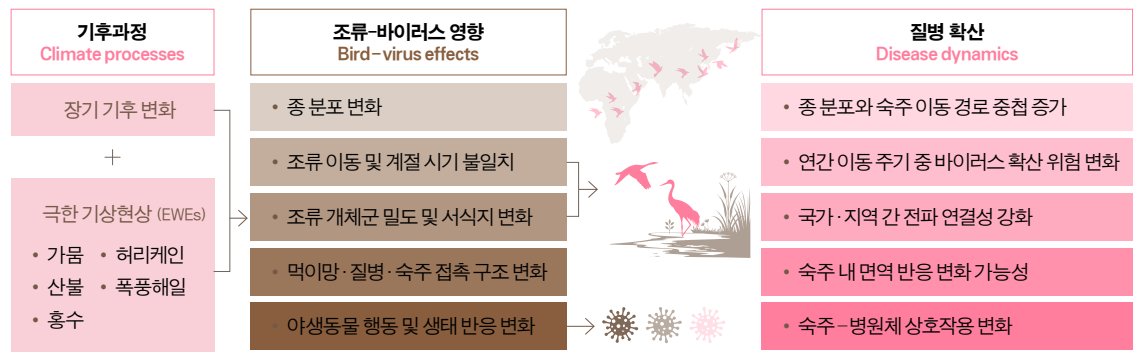 기후과정
Climate processes
장기 기후 변화
+
극한 기상현상 (EWEs)
• 가뭄 • 허리케인
• 산불 • 폭풍해일
• 홍수
조류-바이러스 영향
Bird-virus effects
• 종 분포 변화
• 조류 이동 및 계절 시기 불일치
• 조류 개체군 밀도 및 서식지 변화
• 먹이망·질병·숙주 접촉 구조 변화
• 야생동물 행동 및 생태 반응 변화
질병 확산
Disease dynamics
• 종 분포와 숙주 이동 경로 중첩 증가
• 연간 이동 주기 중 바이러스 확산 위험 변화
• 국가·지역 간 전파 연결성 강화
• 숙주 내 면역 반응 변화 가능성
• 숙주-병원체 상호작용 변화